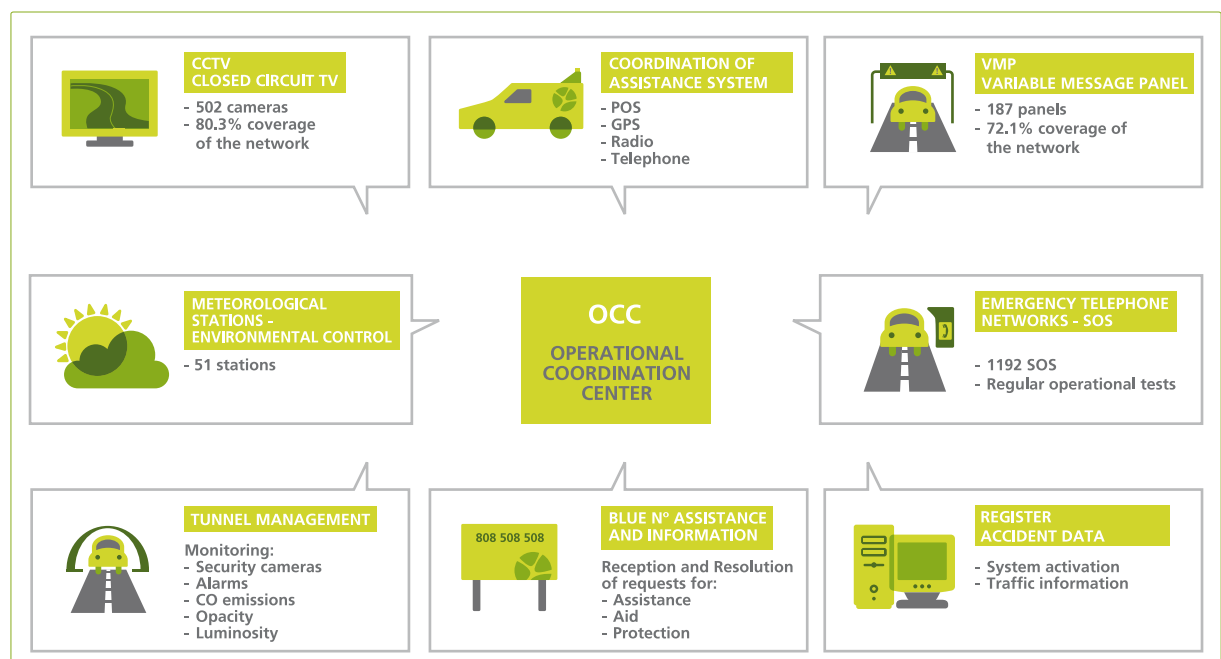 CCTV
CLOSED CIRCUIT TV
- 502 cameras
- 80.3% coverage
of the network
COORDINATION OF
ASSISTANCE SYSTEM
- POS
- GPS
- Radio
- Telephone
VMP
VARIABLE MESSAGE PANEL
- 187 panels
- 72.1% coverage of
the network
METEOROLOGICAL
STATIONS -
ENVIRONMENTAL CONTROL
- 51 stations
OCC
OPERATIONAL
COORDINATION
CENTER
EMERGENCY TELEPHONE
NETWORKS - SOS
- 1192 SOS
- Regular operational tests
TUNNEL MANAGEMENT
Monitoring:
- Security cameras
- Alarms
- CO emissions
- Opacity
- Luminosity
808 508 508
BLUE Nº ASSISTANCE
AND INFORMATION
Reception and Resolution
of requests for:
- Assistance
- Aid
- Protection
REGISTER
ACCIDENT DATA
- System activation
- Traffic information